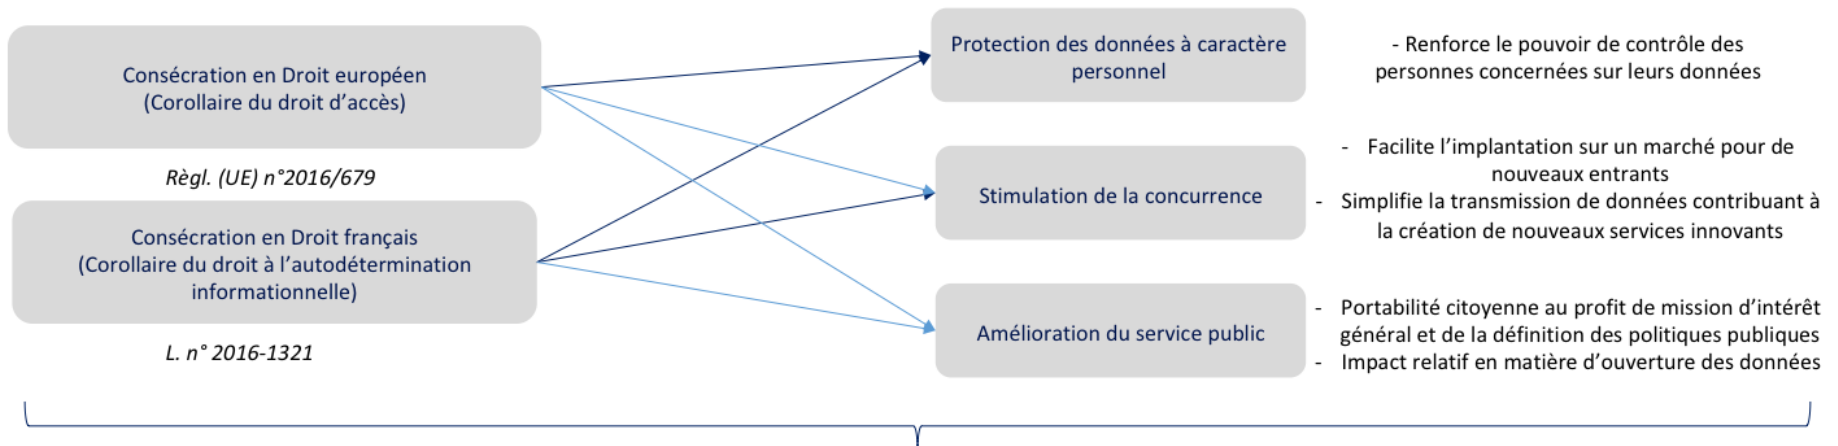 Consécration en Droit européen
(Corollaire du droit d'accès)
Règl. (UE) n°2016/679
Consécration en Droit français
(Corollaire du droit à l'autodétermination
informationnelle)
L. n° 2016-1321
Protection des données à caractère
personnel
- Renforce le pouvoir de contrôle des
personnes concernées sur leurs données
Stimulation de la concurrence
- Facilite l'implantation sur un marché pour de
nouveaux entrants
- Simplifie la transmission de données contribuant à
la création de nouveaux services innovants
Amélioration du service public
- Portabilité citoyenne au profit de mission d'intérêt
général et de la définition des politiques publiques
- Impact relatif en matière d'ouverture des données